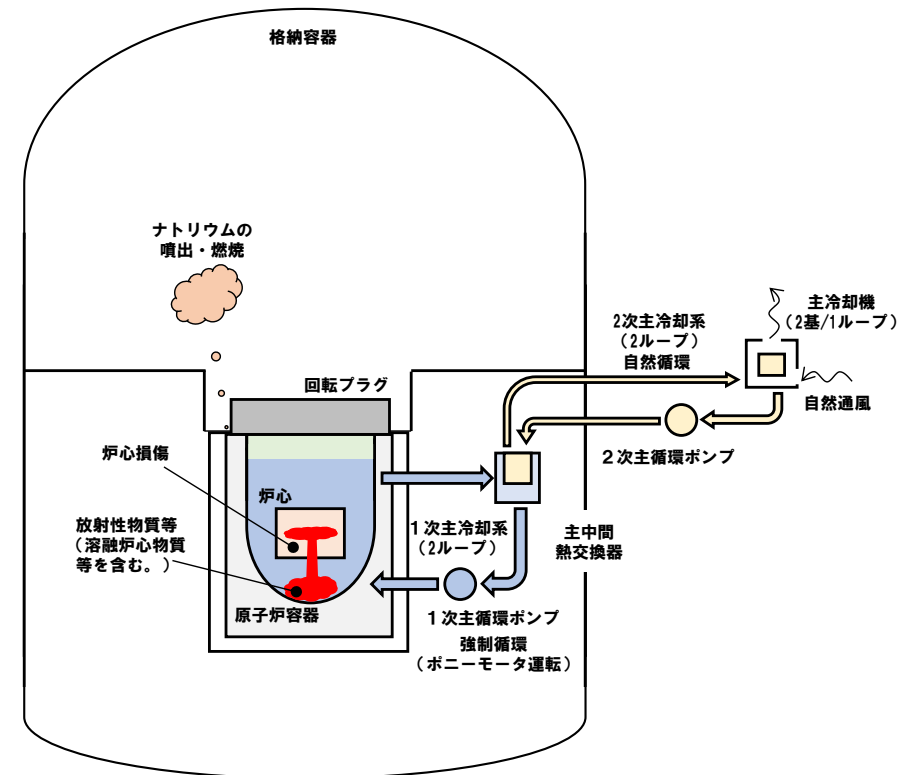 格納容器
ナトリウムの
噴出・燃焼
主冷却機
（2基/1ループ）
2次主冷却系
（2ループ）
自然循環
自然通風
回転プラグ
２次主循環ポンプ
炉心損傷
炉心
放射性物質等
（溶融炉心物質
等を含む。）
１次主冷却系
（2ループ）
主中間
熱交換器
原子炉容器
１次主循環ポンプ
強制循環
（ポニーモータ運転）